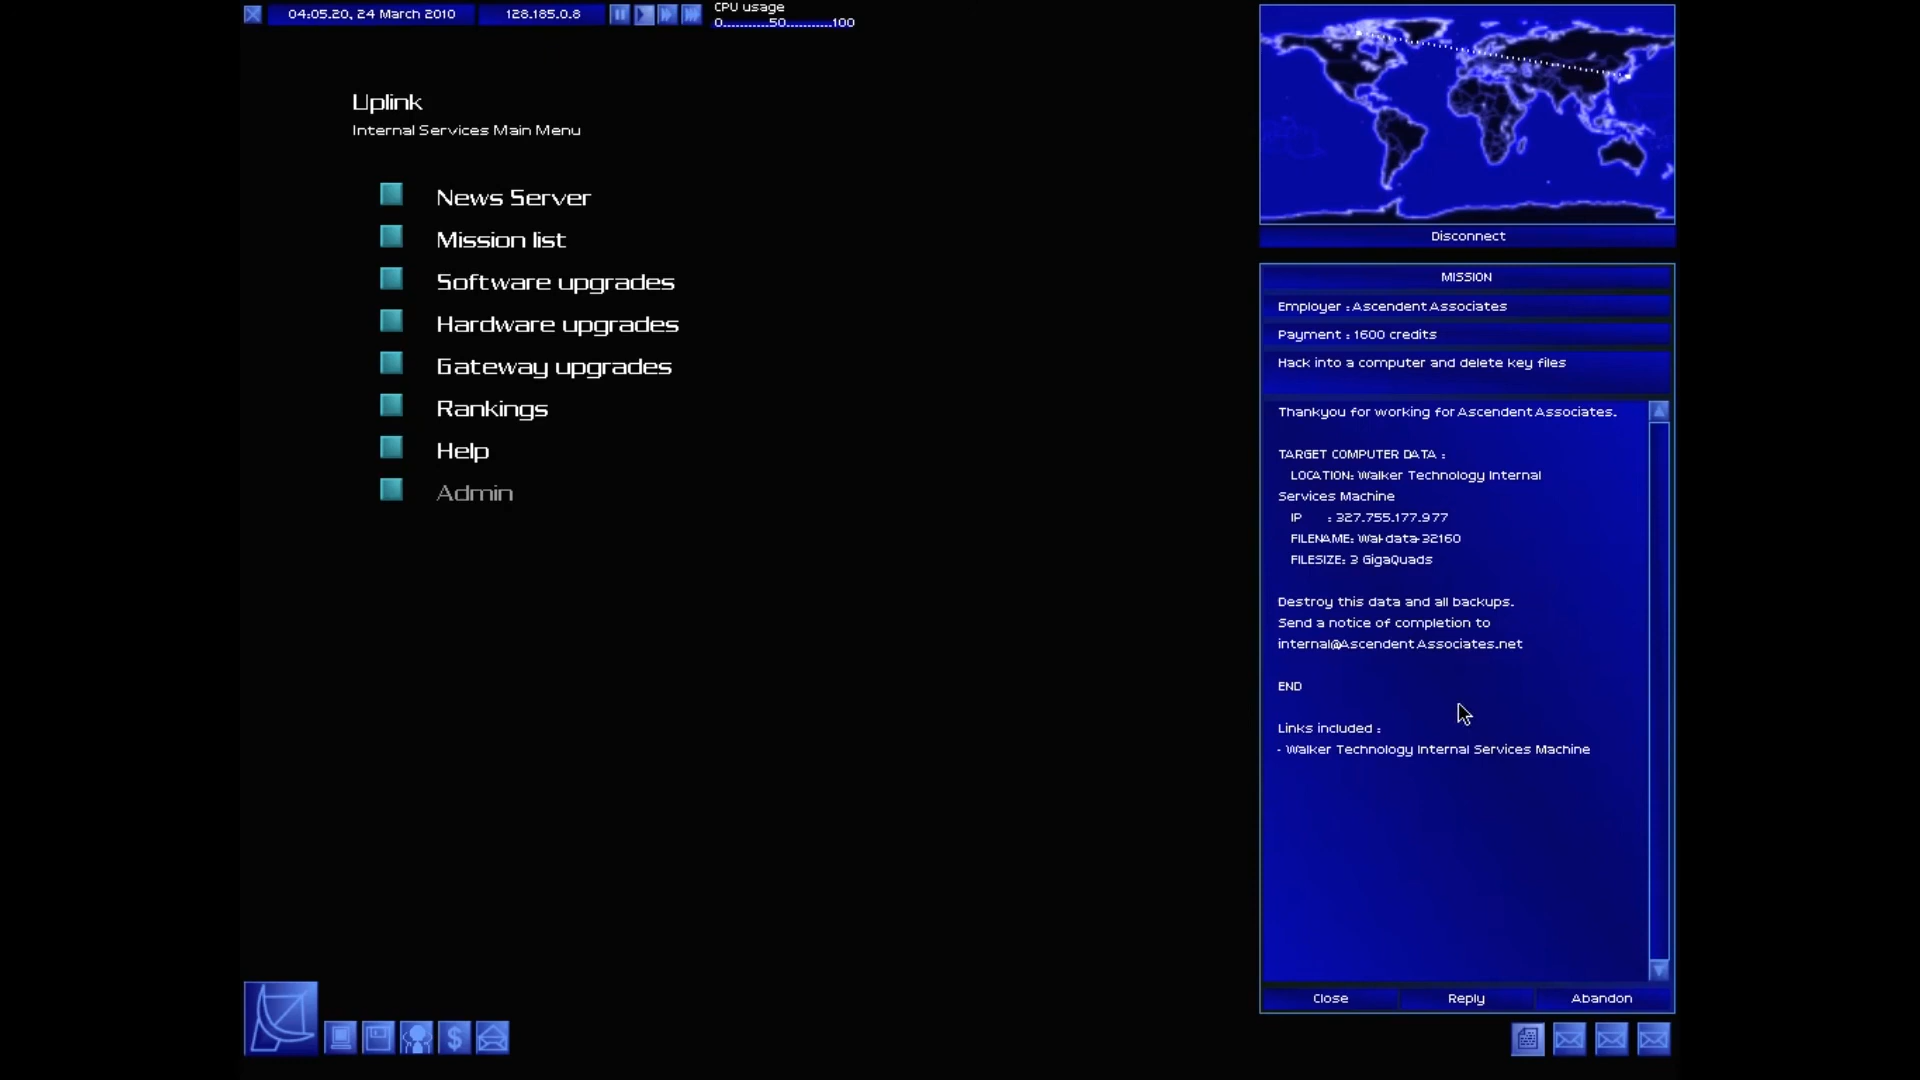 04:05.20, 24 March 2010
128.185.0.8
CPU usage
0..........50..........100
Uplink
Internal Services Main Menu
News Server
Mission list
Software upgrades
Hardware upgrades
Gateway upgrades
Rankings
Help
Admin
Disconnect
MISSION
Employer : Ascendent Associates
Payment : 1600 credits
Hack into a computer and delete key files
Thankyou for working for Ascendent Associates.
TARGET COMPUTER DATA :
LOCATION: Walker Technology Internal
Services Machine
IP : 327.755.177.977
FILENAME: Wal-data-32160
FILESIZE: 3 GigaQuads
Destroy this data and all backups.
Send a notice of completion to
internal@Ascendent Associates.net
END
Links included :
- Walker Technology Internal Services Machine
Close
Reply
Abandon